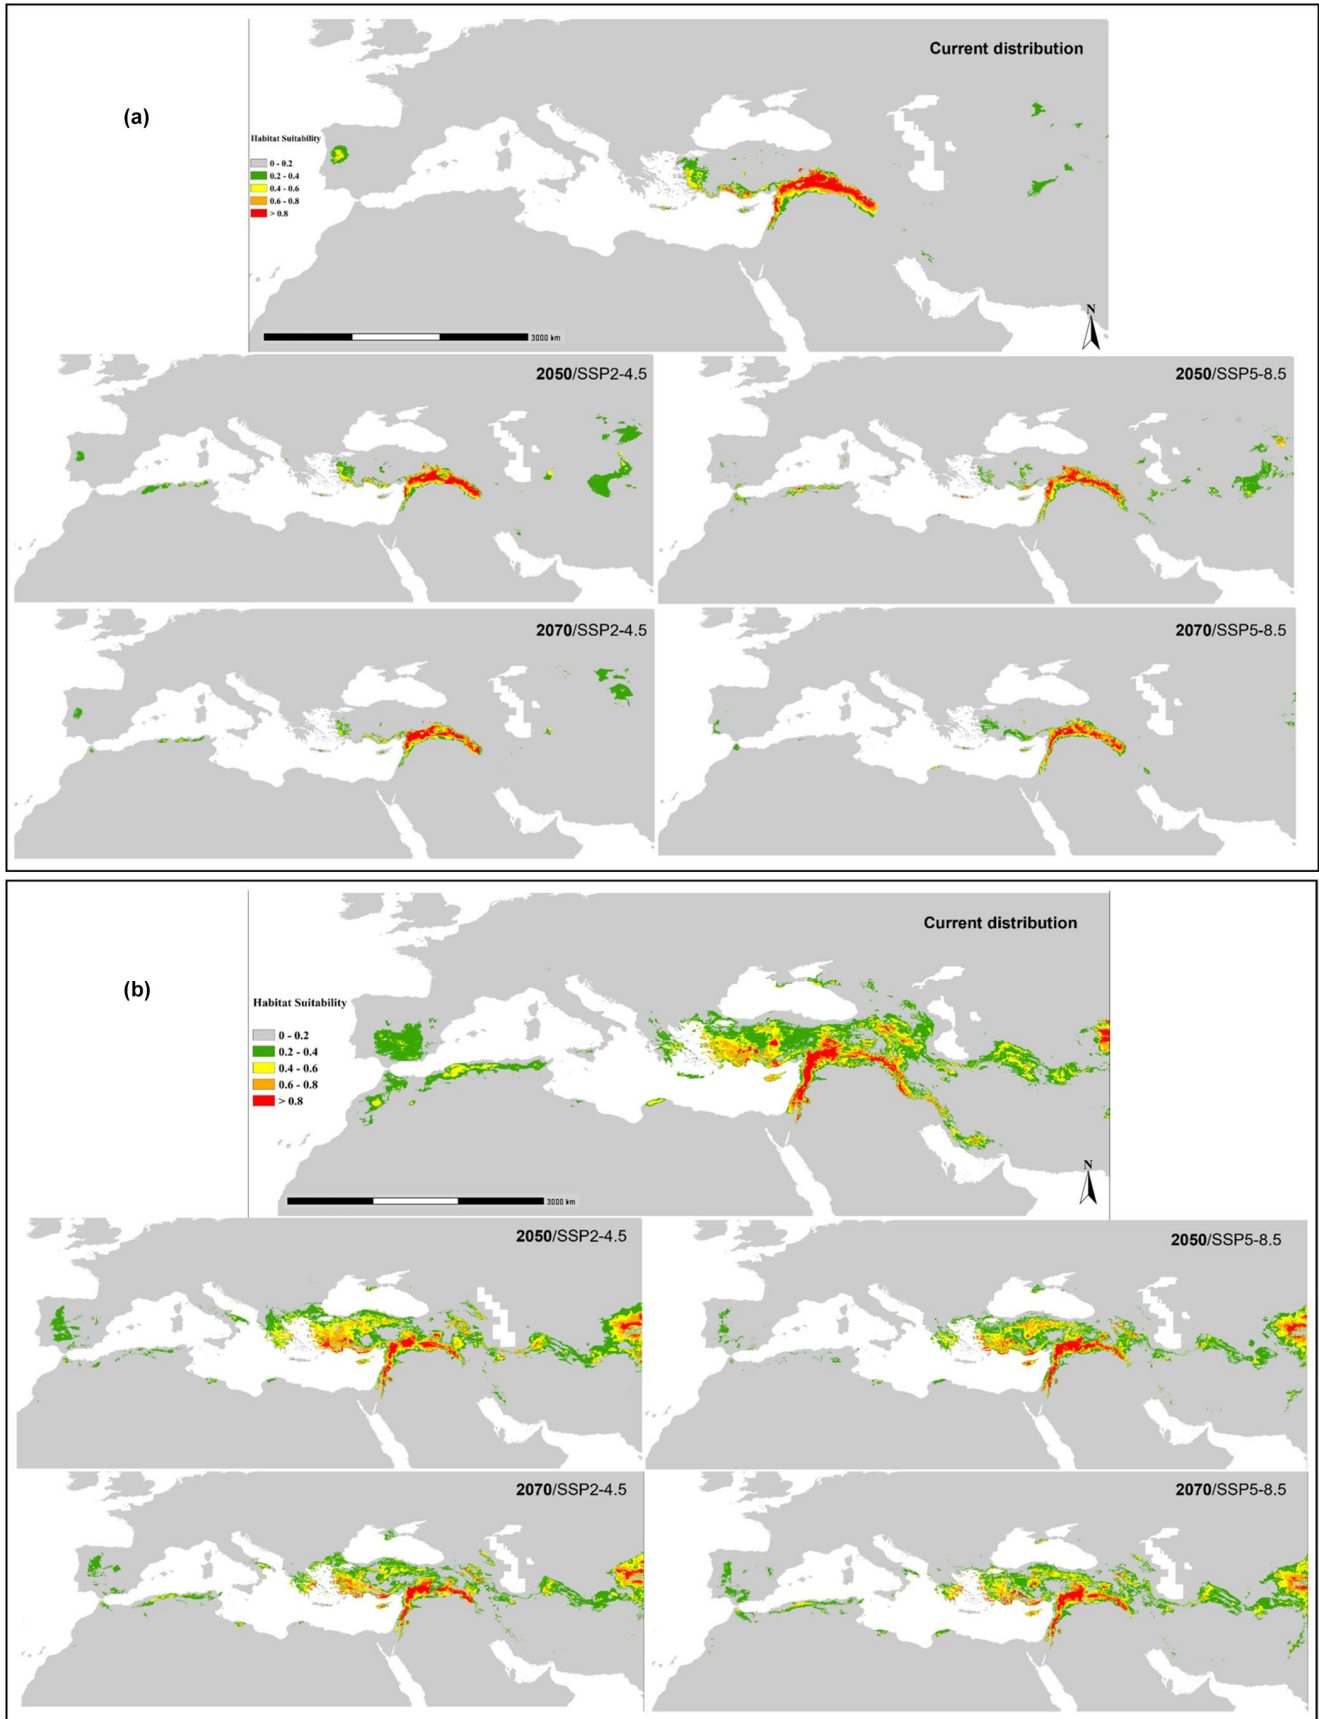 Current distribution
(a)
Habitat Suitability
0 - 0.2
0.2 - 0.4
0.4 - 0.6
0.6 - 0.8
> 0.8
N
3000 km
2050/SSP2-4.5
2050/SSP5-8.5
2070/SSP2-4.5
2070/SSP5-8.5
Current distribution
(b)
Habitat Suitability
0 - 0.2
0.2 - 0.4
0.4 - 0.6
0.6 - 0.8
> 0.8
N
3000 km
2050/SSP2-4.5
2050/SSP5-8.5
2070/SSP2-4.5
2070/SSP5-8.5